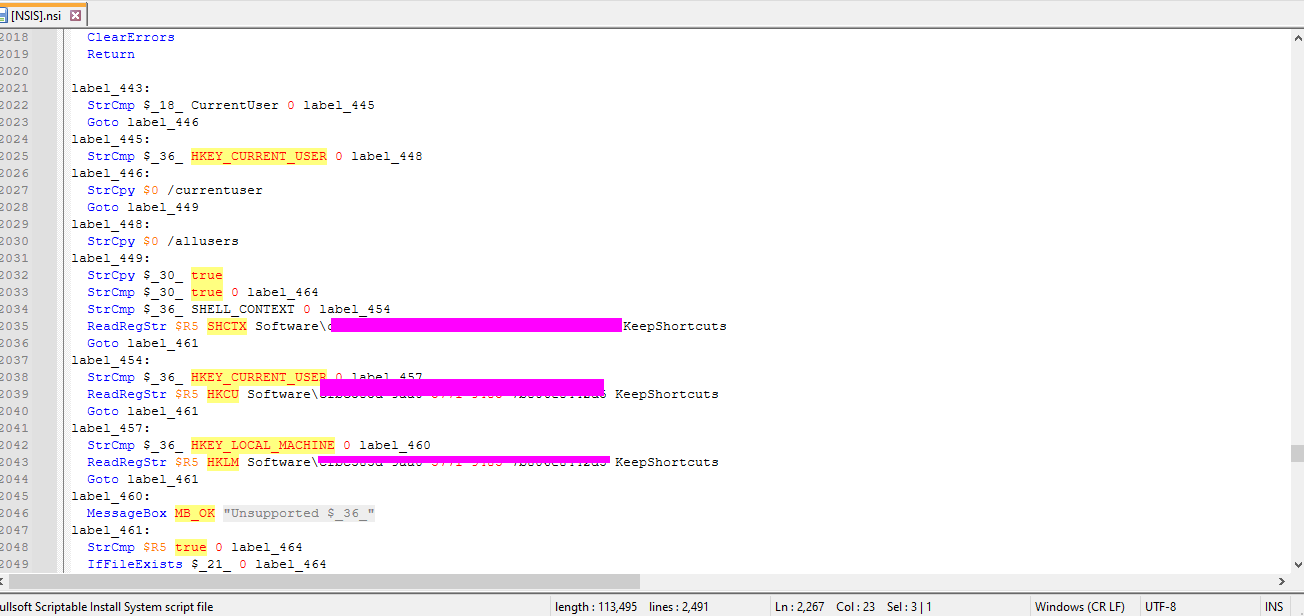 [NSIS].nsi
2018 ClearErrors
2019 Return
2020
2021 label_443:
2022 StrCmp $_18_ CurrentUser 0 label_445
2023 Goto label_446
2024 label_445:
2025 StrCmp $_36_ HKEY_CURRENT_USER 0 label_448
2026 label_446:
2027 StrCpy $0 /currentuser
2028 Goto label_449
2029 label_448:
2030 StrCpy $0 /allusers
2031 label_449:
2032 StrCpy $_30_ true
2033 StrCmp $_30_ true 0 label_464
2034 StrCmp $_36_ SHELL_CONTEXT 0 label_454
2035 ReadRegStr $R5 SHCTX Software\ KeepShortcuts
2036 Goto label_461
2037 label_454:
2038 StrCmp $_36_ HKEY_CURRENT_USER 0 label_457
2039 ReadRegStr $R5 HKCU Software\ KeepShortcuts
2040 Goto label_461
2041 label_457:
2042 StrCmp $_36_ HKEY_LOCAL_MACHINE 0 label_460
2043 ReadRegStr $R5 HKLM Software\ KeepShortcuts
2044 Goto label_461
2045 label_460:
2046 MessageBox MB_OK "Unsupported $_36_"
2047 label_461:
2048 StrCmp $R5 true 0 label_464
2049 IfFileExists $_21_ 0 label_464
ullsoft Scriptable Install System script file length : 113,495 lines : 2,491 Ln : 2,267 Col : 23 Sel : 3 | 1 Windows (CR LF) UTF-8 INS